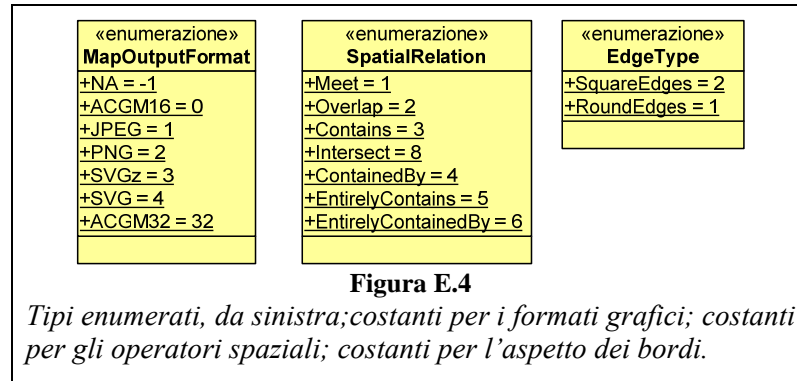 «enumerazione»
MapOutputFormat
+NA = -1
+ACGM16 = 0
+JPEG = 1
+PNG = 2
+SVGz = 3
+SVG = 4
+ACGM32 = 32
«enumerazione»
SpatialRelation
+Meet = 1
+Overlap = 2
+Contains = 3
+Intersect = 8
+ContainedBy = 4
+EntirelyContains = 5
+EntirelyContainedBy = 6
«enumerazione»
EdgeType
+SquareEdges = 2
+RoundEdges = 1
Figura E.4
Tipi enumerati, da sinistra;costanti per i formati grafici; costanti
per gli operatori spaziali; costanti per l’aspetto dei bordi.